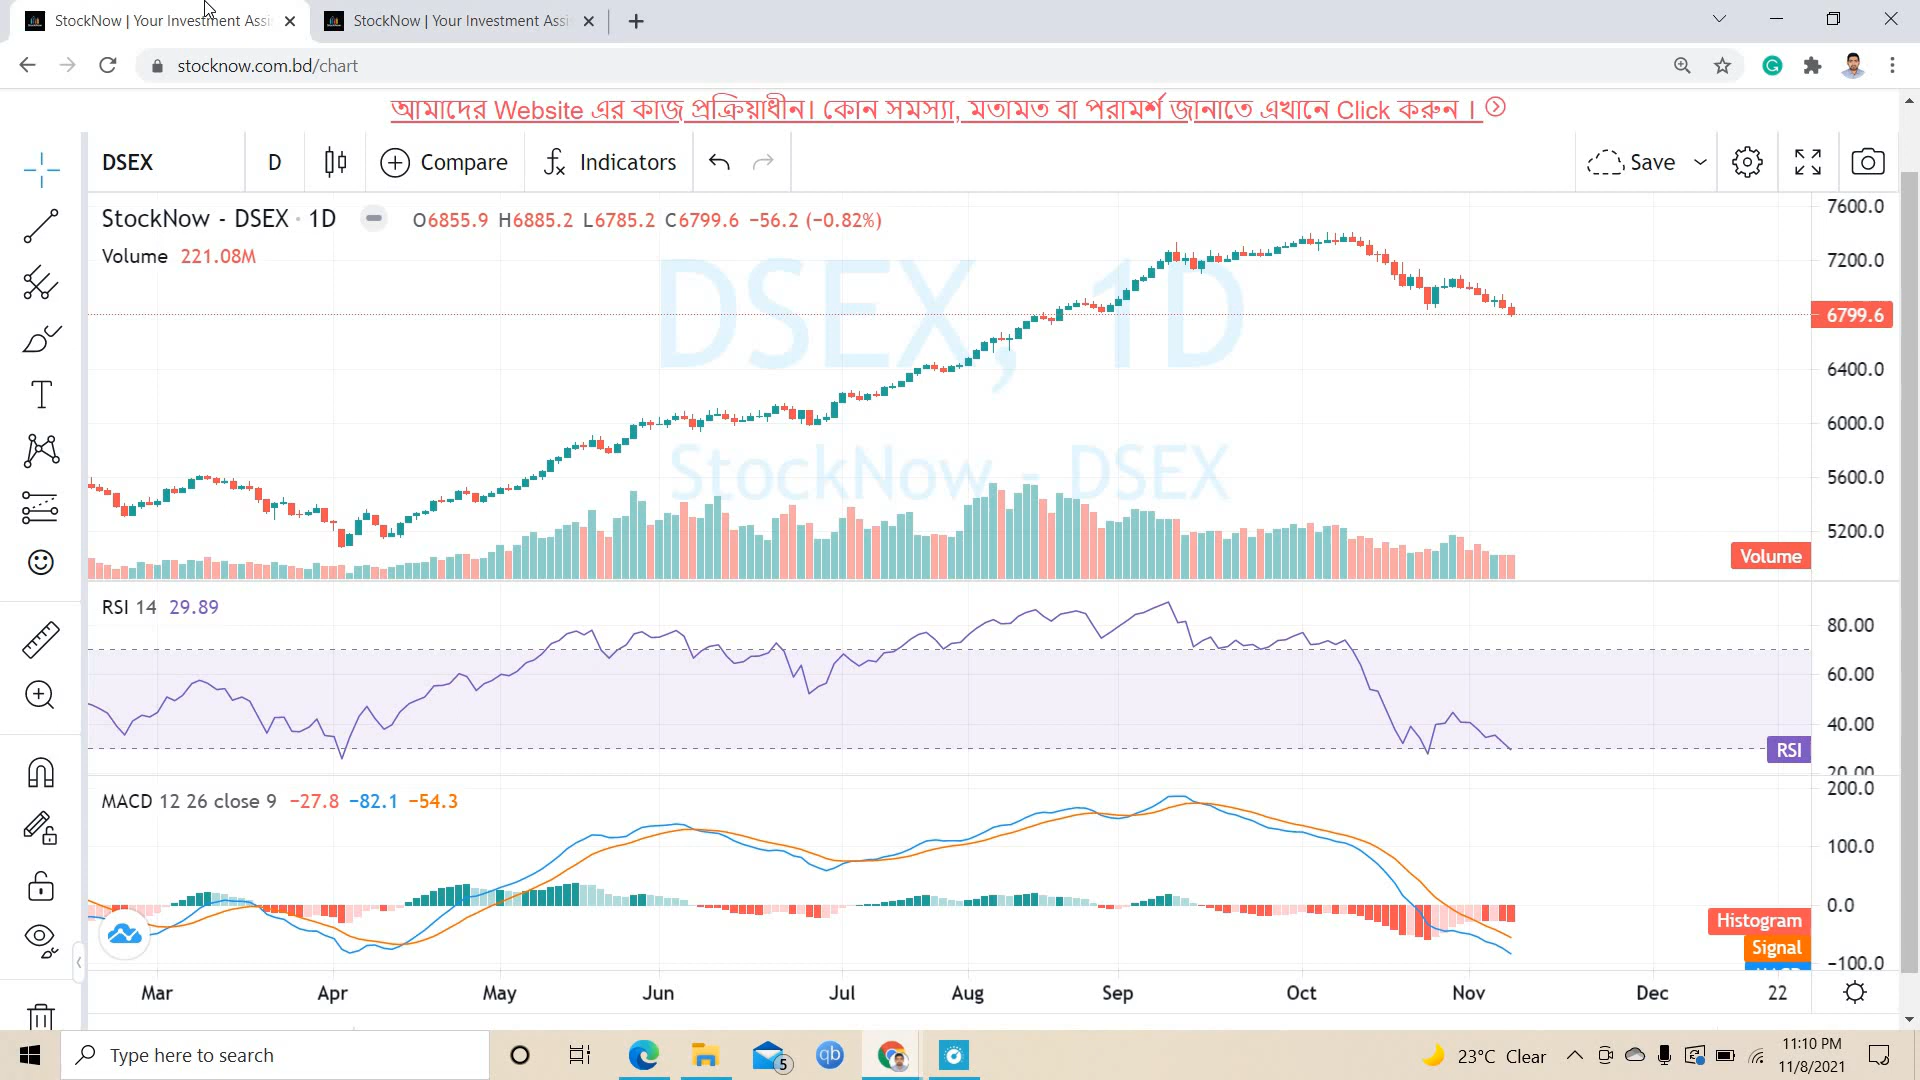 StockNow | Your Investment Assi
StockNow | Your Investment Assi
stocknow.com.bd/chart
আমাদের Website এর কাজ প্রক্রিয়াধীন। কোন সমস্যা, মতামত বা পরামর্শ জানাতে এখানে Click করুন ।
DSEX D Compare Indicators Save
StockNow - DSEX · 1D O6855.9 H6885.2 L6785.2 C6799.6 −56.2 (−0.82%)
Volume 221.08M
DSEX, 1D
StockNow - DSEX
7600.0
7200.0
6799.6
6400.0
6000.0
5600.0
5200.0
Volume
RSI 14 29.89
80.00
60.00
40.00
RSI
20.00
MACD 12 26 close 9 −27.8 −82.1 −54.3
200.0
100.0
0.0
Histogram
Signal
−100.0
Mar Apr May Jun Jul Aug Sep Oct Nov Dec 22
Type here to search
5
qb
23°C Clear
11:10 PM
11/8/2021